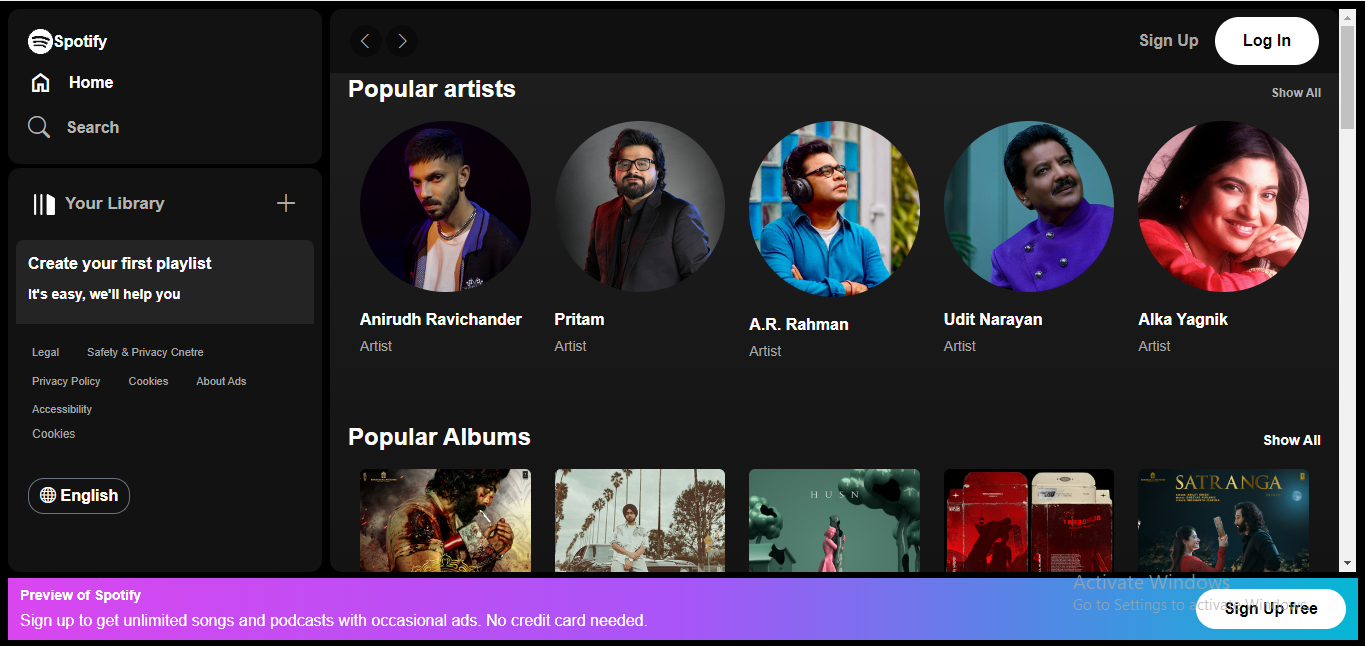 Spotify
Home
Search
Your Library
Create your first playlist
It's easy, we'll help you
Legal Safety & Privacy Cnetre
Privacy Policy Cookies About Ads
Accessibility
Cookies
English
Sign Up Log In
Popular artists Show All
Anirudh Ravichander Pritam A.R. Rahman Udit Narayan Alka Yagnik
Artist Artist Artist Artist Artist
Popular Albums Show All
HUSN
SATRANGA
Preview of Spotify
Sign up to get unlimited songs and podcasts with occasional ads. No credit card needed.
Sign Up free
Activate Windows
Go to Settings to activate Windows.